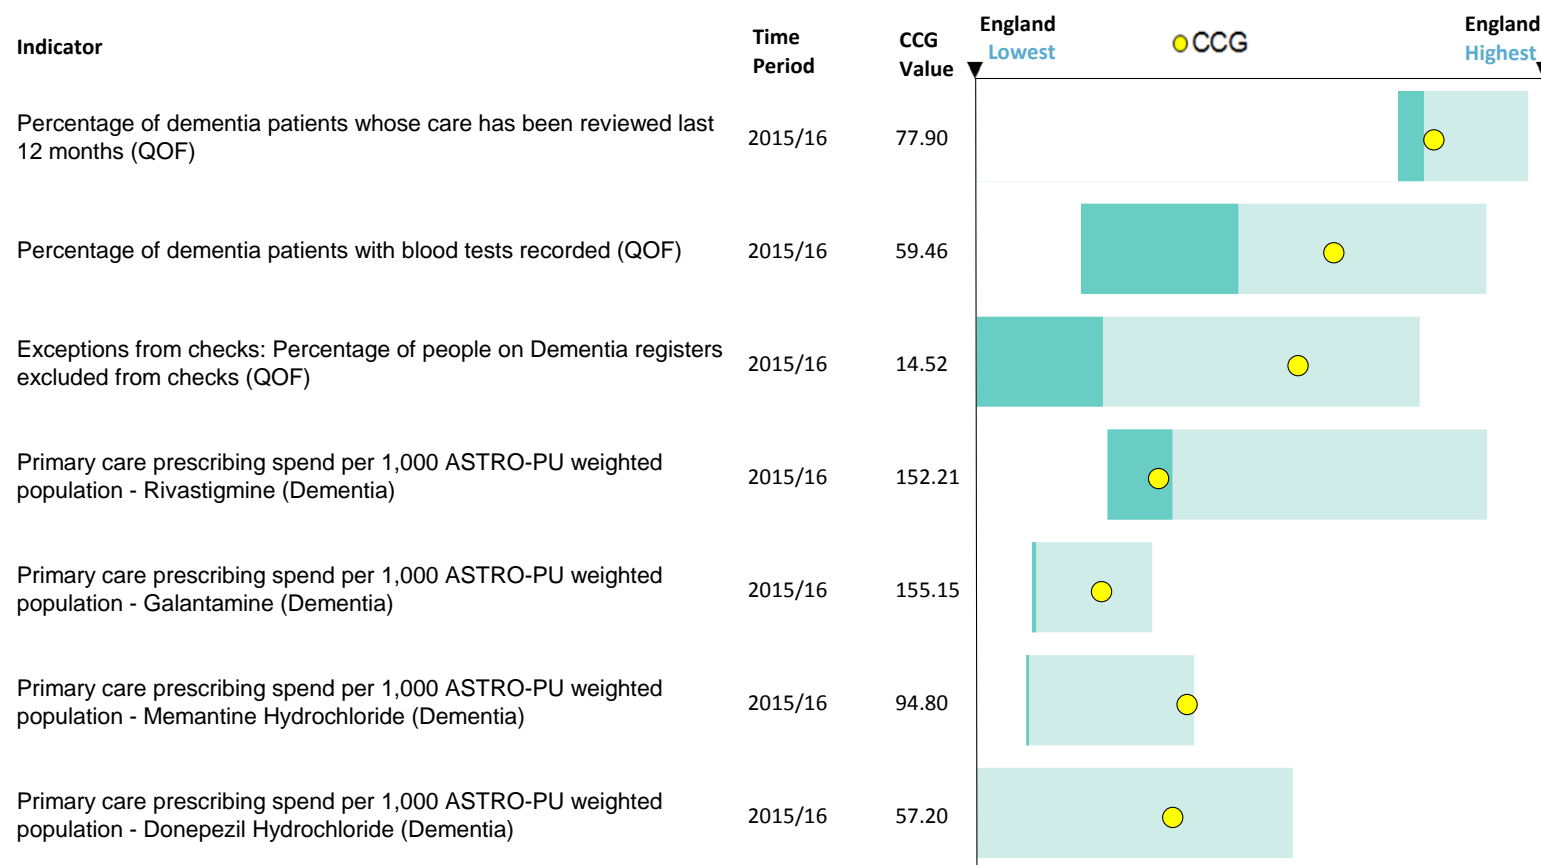 Indicator
Time
Period
CCG
Value
England
Lowest
CCG
England
Highest
Percentage of dementia patients whose care has been reviewed last
12 months (QOF)
2015/16
77.90
Percentage of dementia patients with blood tests recorded (QOF)
2015/16
59.46
Exceptions from checks: Percentage of people on Dementia registers
excluded from checks (QOF)
2015/16
14.52
Primary care prescribing spend per 1,000 ASTRO-PU weighted
population - Rivastigmine (Dementia)
2015/16
152.21
Primary care prescribing spend per 1,000 ASTRO-PU weighted
population - Galantamine (Dementia)
2015/16
155.15
Primary care prescribing spend per 1,000 ASTRO-PU weighted
population - Memantine Hydrochloride (Dementia)
2015/16
94.80
Primary care prescribing spend per 1,000 ASTRO-PU weighted
population - Donepezil Hydrochloride (Dementia)
2015/16
57.20